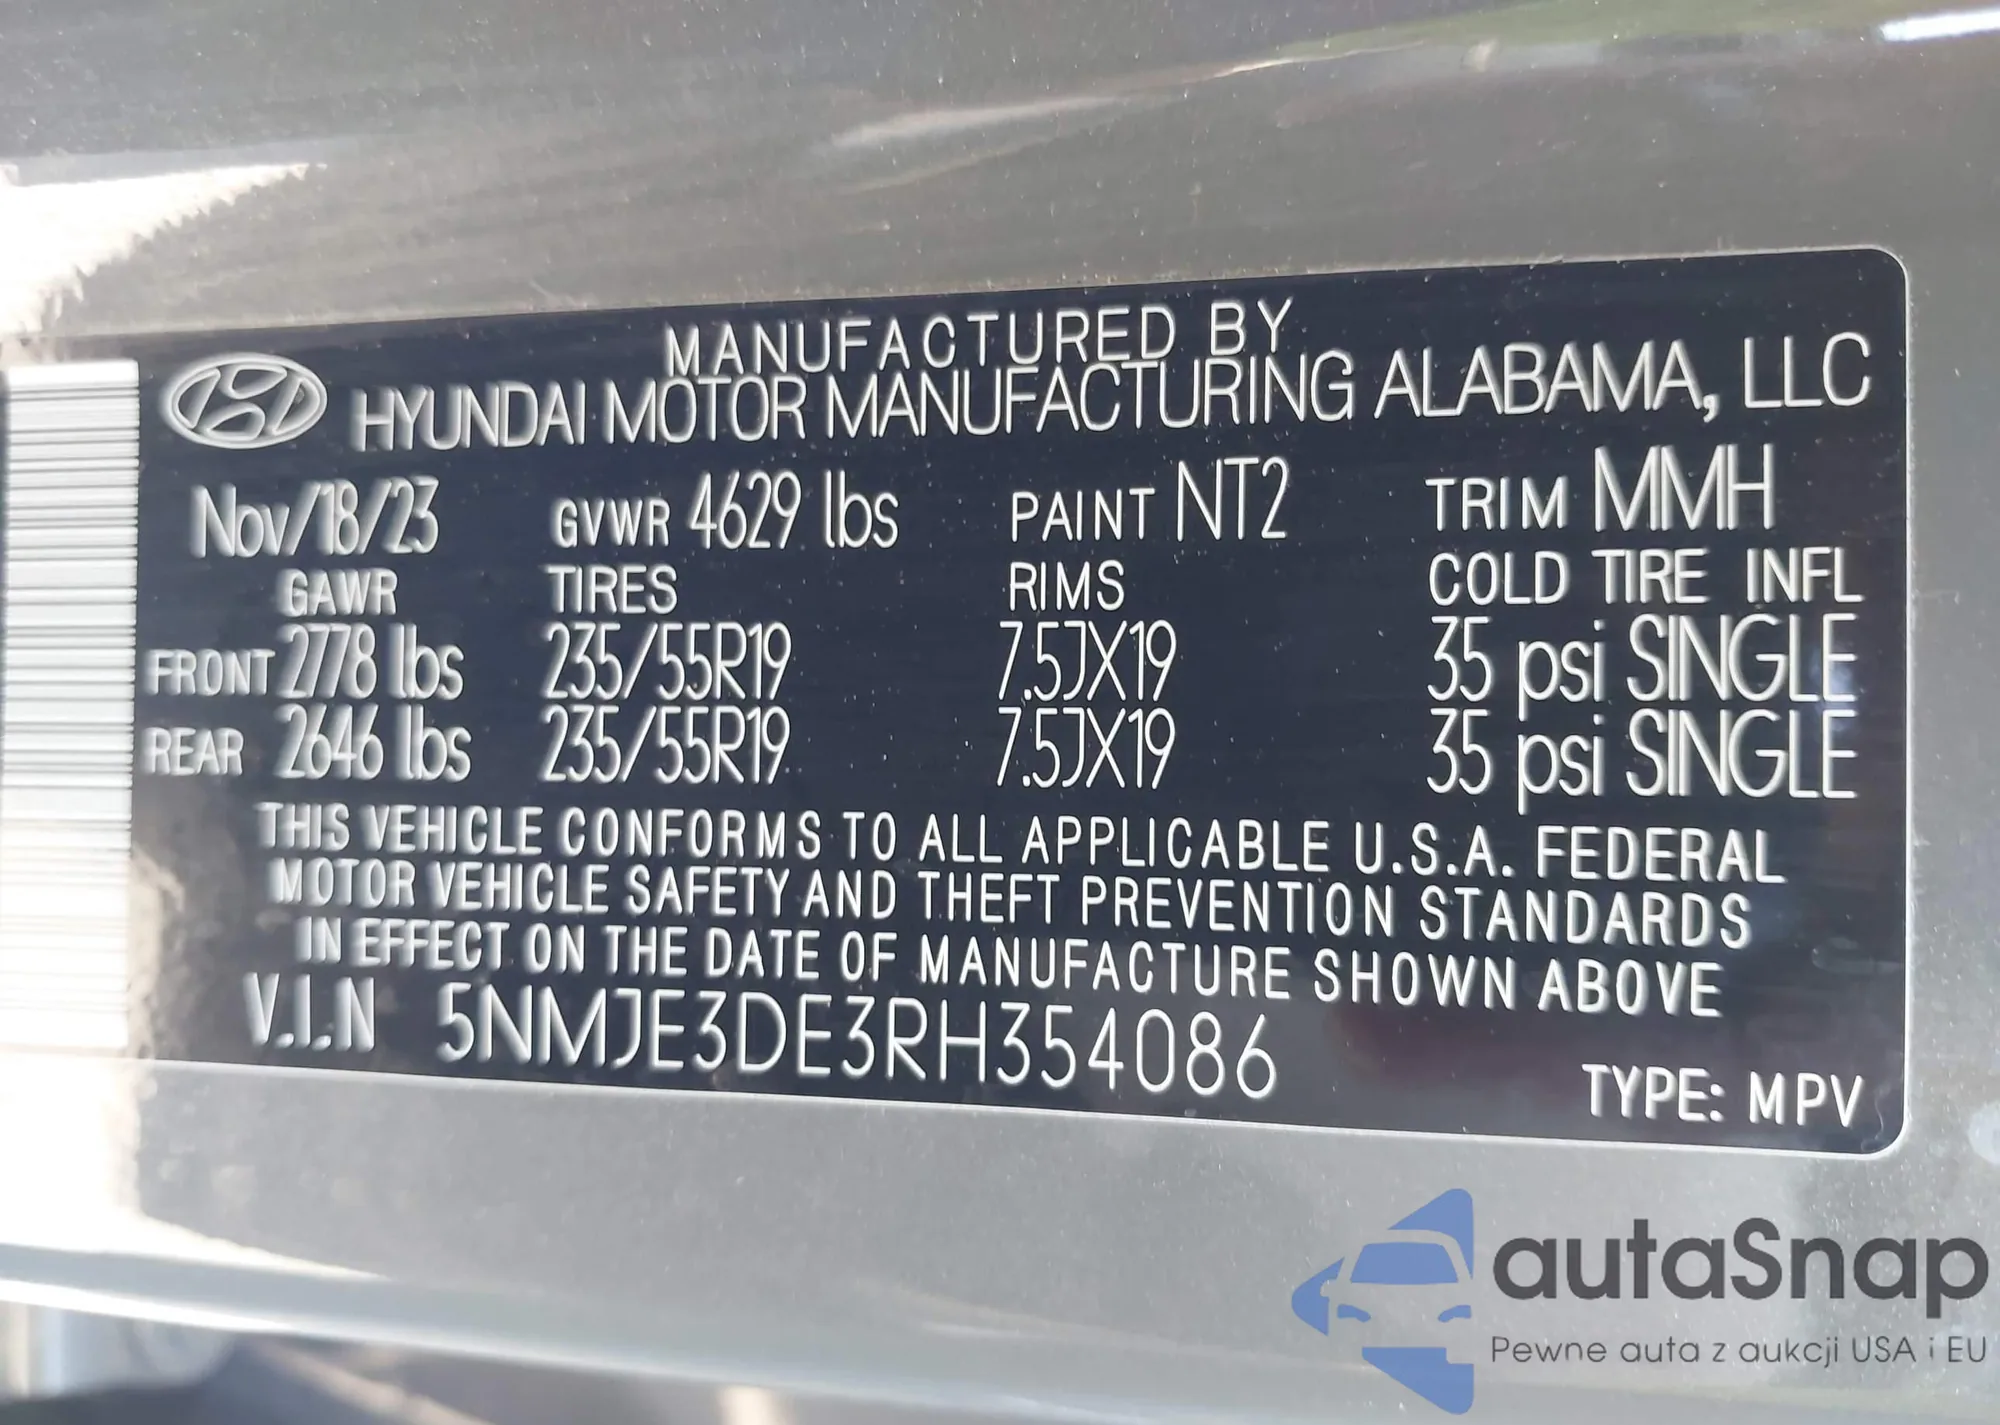 MANUFACTURED BY
HYUNDAI MOTOR MANUFACTURING ALABAMA, LLC
Nov/18/23 GVWR 4629 lbs PAINT NT2 TRIM MMH
GAWR TIRES RIMS COLD TIRE INFL
FRONT 2778 lbs 235/55R19 7.5JX19 35 psi SINGLE
REAR 2646 lbs 235/55R19 7.5JX19 35 psi SINGLE
THIS VEHICLE CONFORMS TO ALL APPLICABLE U.S.A. FEDERAL
MOTOR VEHICLE SAFETY AND THEFT PREVENTION STANDARDS
IN EFFECT ON THE DATE OF MANUFACTURE SHOWN ABOVE
V.I.N 5NMJE3DE3RH354086
TYPE: MPV
autaSnap
Pewne auta z aukcji USA i EU